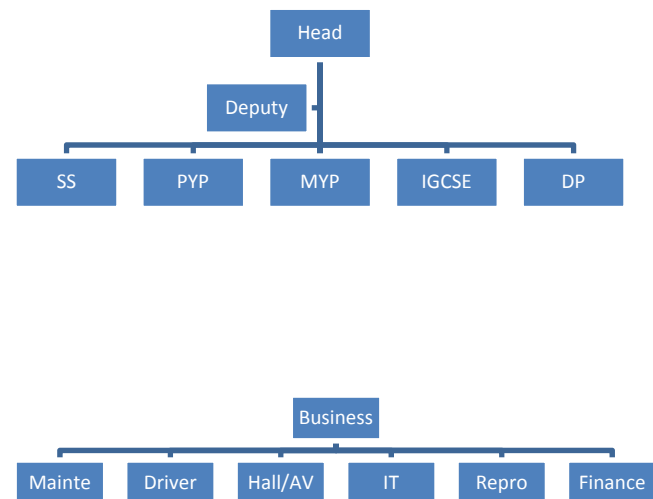 Head
Deputy
SS PYP MYP IGCSE DP
Business
Mainte Driver Hall/AV IT Repro Finance